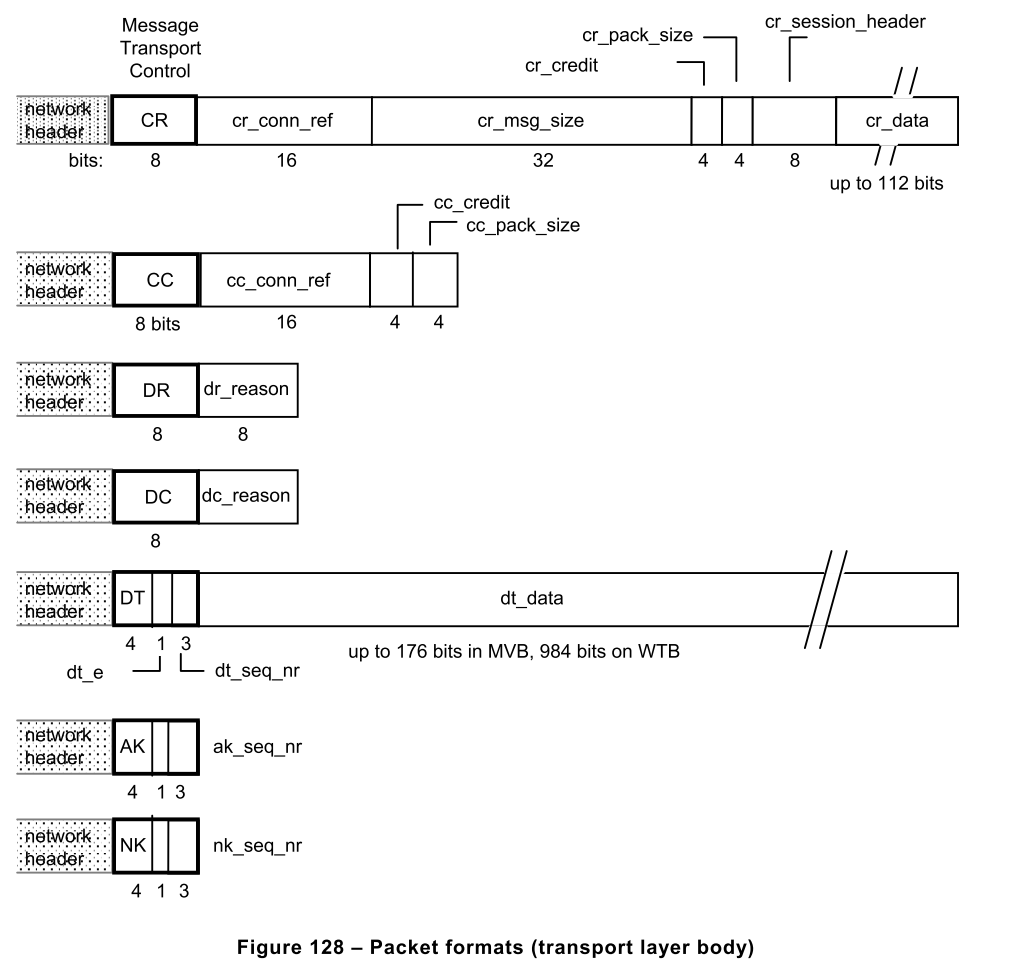 Message
Transport
Control
cr_session_header
cr_pack_size
cr_credit
network
header
CR
cr_conn_ref
cr_msg_size
cr_data
bits:
8
16
32
4
4
8
up to 112 bits
cc_credit
cc_pack_size
network
header
CC
cc_conn_ref
8 bits
16
4
4
network
header
DR
dr_reason
8
8
network
header
DC
dc_reason
8
network
header
DT
dt_data
4
1
3
up to 176 bits in MVB, 984 bits on WTB
dt_e
dt_seq_nr
network
header
AK
ak_seq_nr
4
1
3
network
header
NK
nk_seq_nr
4
1
3
Figure 128 – Packet formats (transport layer body)